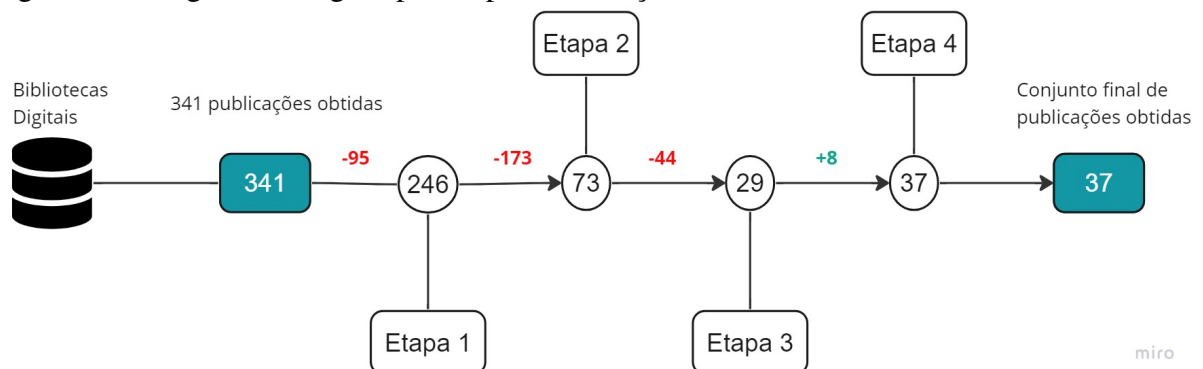 Etapa 2
Etapa 4
Bibliotecas
Digitais
341 publicações obtidas
Conjunto final de
publicações obtidas
341
-95
246
-173
73
-44
29
+8
37
37
Etapa 1
Etapa 3
miro